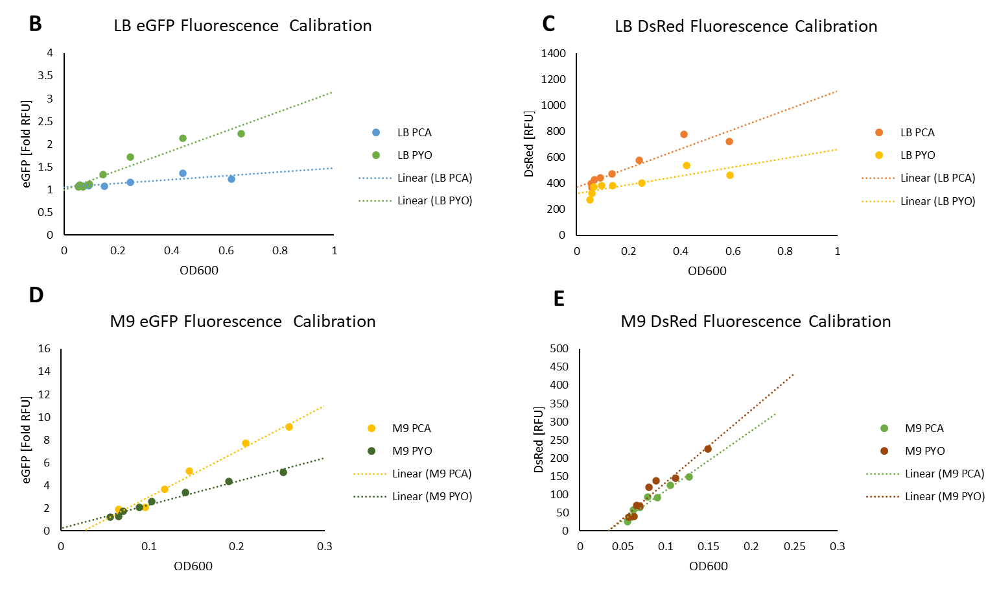 B
LB eGFP Fluorescence Calibration
4
3.5
3
2.5
2
1.5
1
0.5
0
eGFP [Fold RFU]
0 0.2 0.4 0.6 0.8 1
OD600
LB PCA
LB PYO
Linear (LB PCA)
Linear (LB PYO)
C
LB DsRed Fluorescence Calibration
1400
1200
1000
800
600
400
200
0
DsRed [RFU]
0 0.2 0.4 0.6 0.8 1
OD600
LB PCA
LB PYO
Linear (LB PCA)
Linear (LB PYO)
D
M9 eGFP Fluorescence Calibration
16
14
12
10
8
6
4
2
0
eGFP [Fold RFU]
0 0.1 0.2 0.3
OD600
M9 PCA
M9 PYO
Linear (M9 PCA)
Linear (M9 PYO)
E
M9 DsRed Fluorescence Calibration
500
450
400
350
300
250
200
150
100
50
0
DsRed [RFU]
0 0.05 0.1 0.15 0.2 0.25 0.3
OD600
M9 PCA
M9 PYO
Linear (M9 PCA)
Linear (M9 PYO)